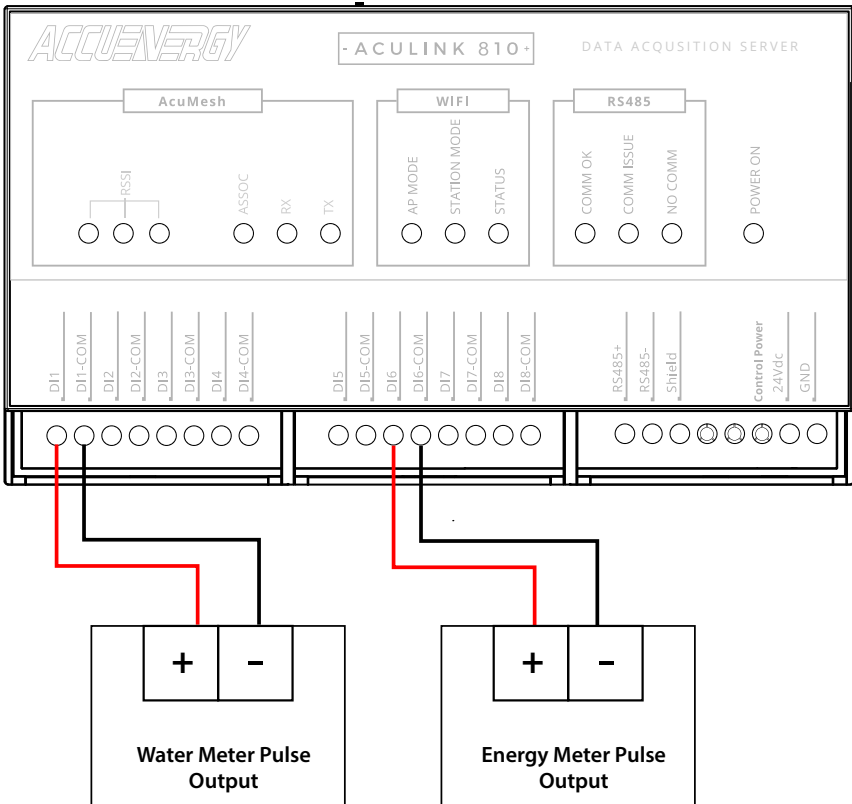 ACCUENERGY
- ACULINK 810 +
DATA ACQUSITION SERVER
AcuMesh
WIFI
RS485
RSSI
ASSOC
RX
TX
AP MODE
STATION MODE
STATUS
COMM OK
COMM ISSUE
NO COMM
POWER ON
DI1
DI1-COM
DI2
DI2-COM
DI3
DI3-COM
DI4
DI4-COM
DI5
DI5-COM
DI6
DI6-COM
DI7
DI7-COM
DI8
DI8-COM
RS485+
RS485-
Shield
Control Power
24Vdc
GND
+
-
+
-
Water Meter Pulse
Output
Energy Meter Pulse
Output